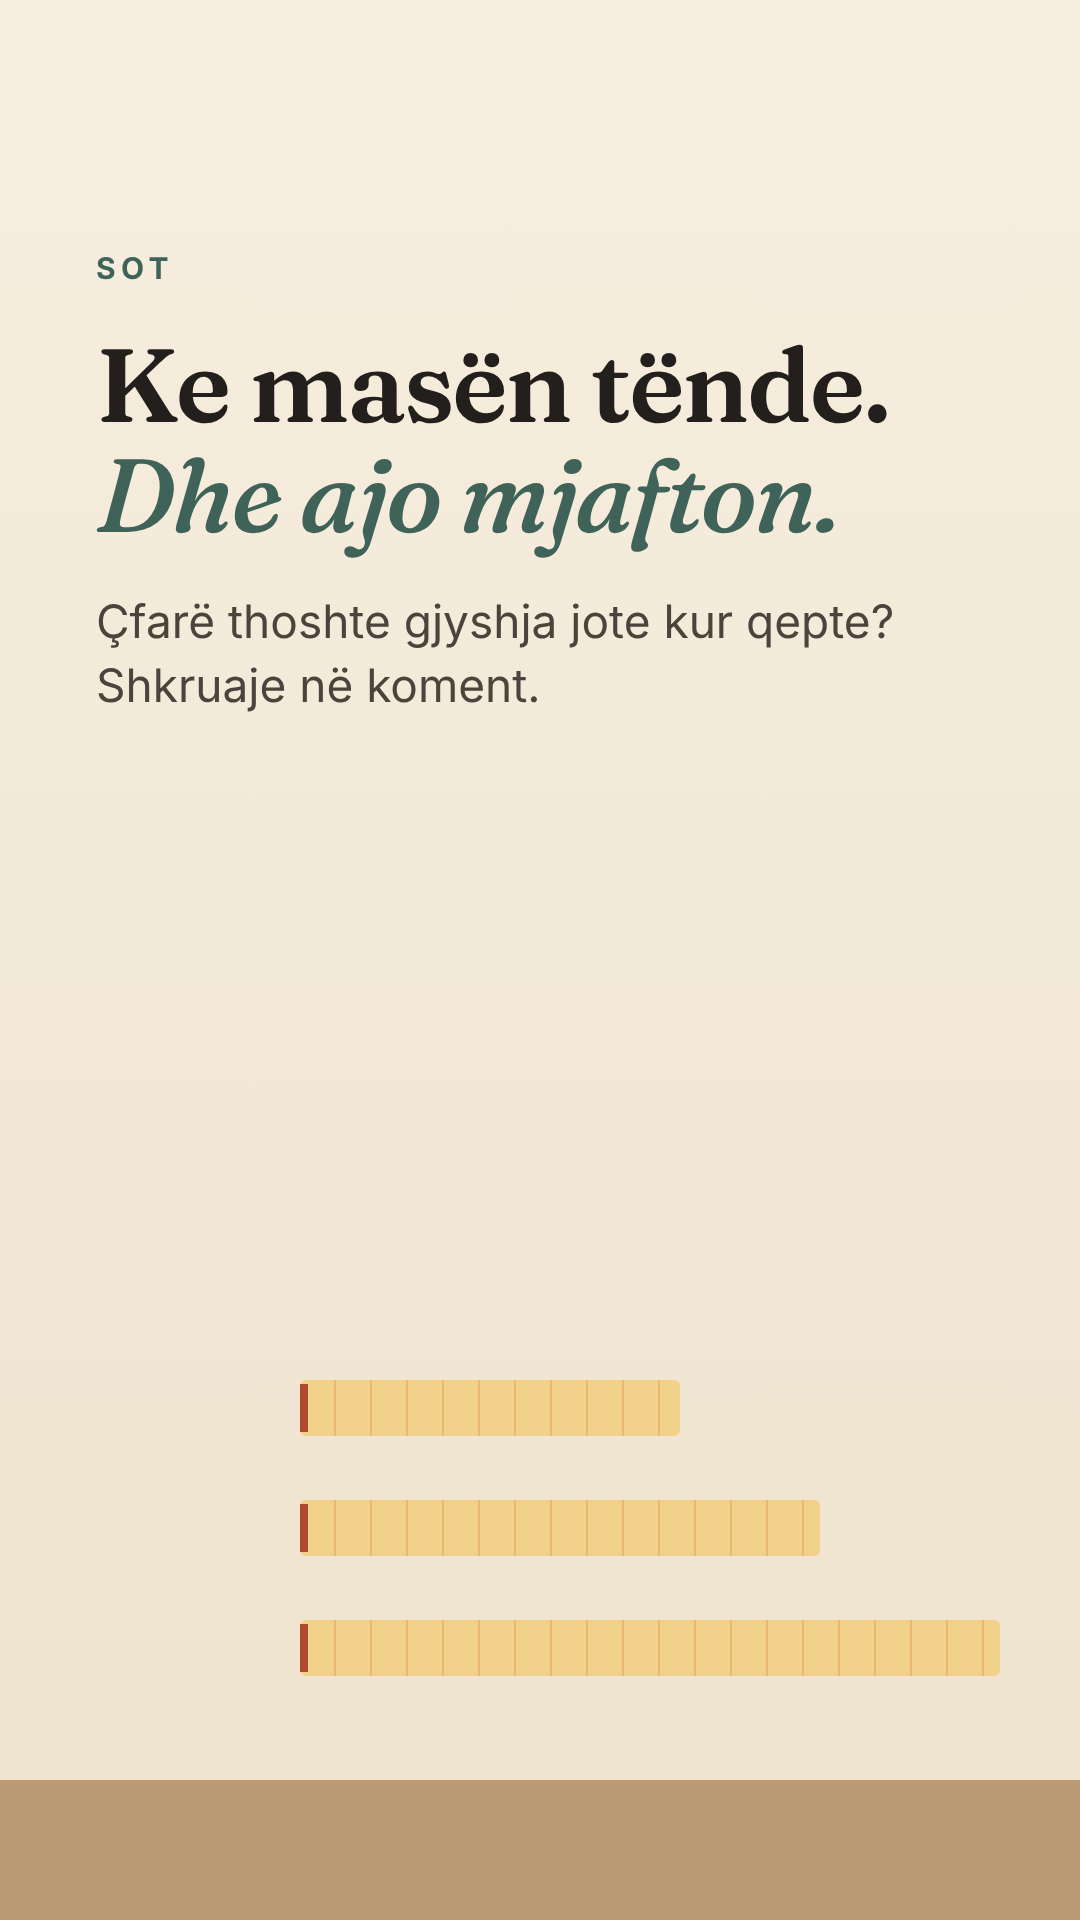 SOT
Ke masën tënde.
Dhe ajo mjafton.
Çfarë thoshte gjyshja jote kur qepte?
Shkruaje në koment.